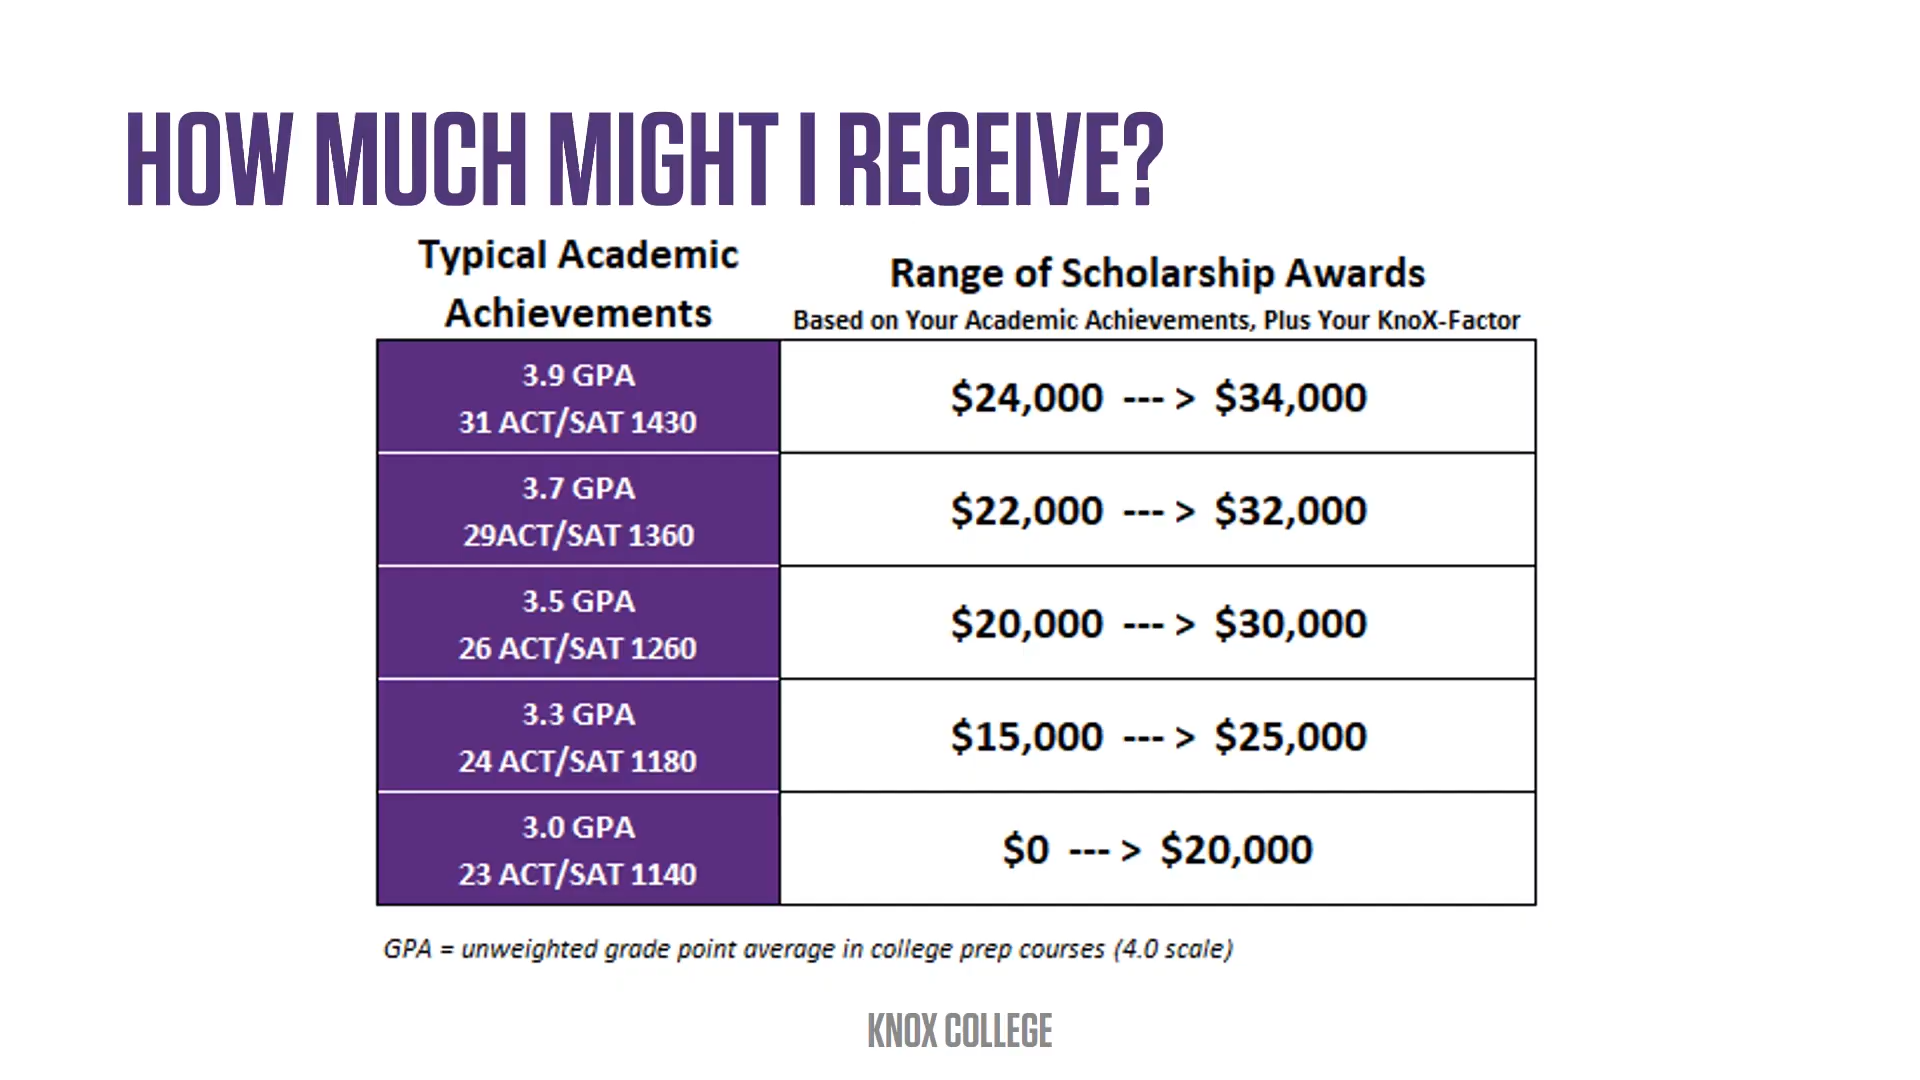 HOW MUCH MIGHT I RECEIVE?
Typical Academic
Achievements
Range of Scholarship Awards
Based on Your Academic Achievements, Plus Your KnoX-Factor
3.9 GPA
31 ACT/SAT 1430
$24,000 --- > $34,000
3.7 GPA
29ACT/SAT 1360
$22,000 --- > $32,000
3.5 GPA
26 ACT/SAT 1260
$20,000 --- > $30,000
3.3 GPA
24 ACT/SAT 1180
$15,000 --- > $25,000
3.0 GPA
23 ACT/SAT 1140
$0 --- > $20,000
GPA = unweighted grade point average in college prep courses (4.0 scale)
KNOX COLLEGE